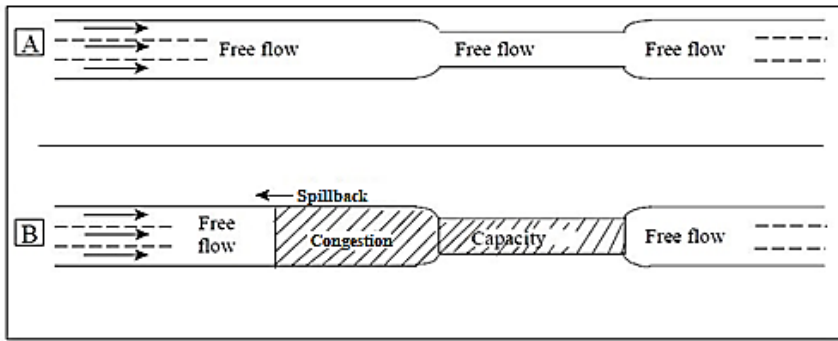 A
Free flow
Free flow
Free flow
Spillback
B
Free
flow
Congestion
Capacity
Free flow